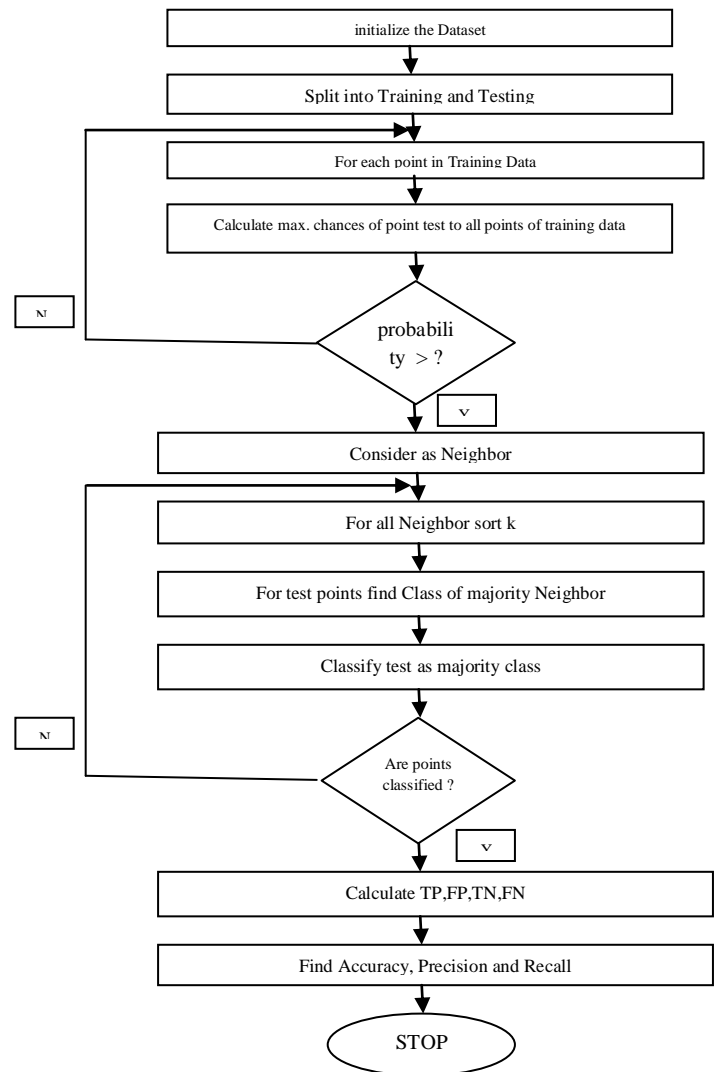 initialize the Dataset
Split into Training and Testing
For each point in Training Data
Calculate max. chances of point test to all points of training data
N
probabili
ty > ?
Consider as Neighbor
For all Neighbor sort k
For test points find Class of majority Neighbor
Classify test as majority class
N
Are points
classified ?
Calculate TP,FP,TN,FN
Find Accuracy, Precision and Recall
STOP